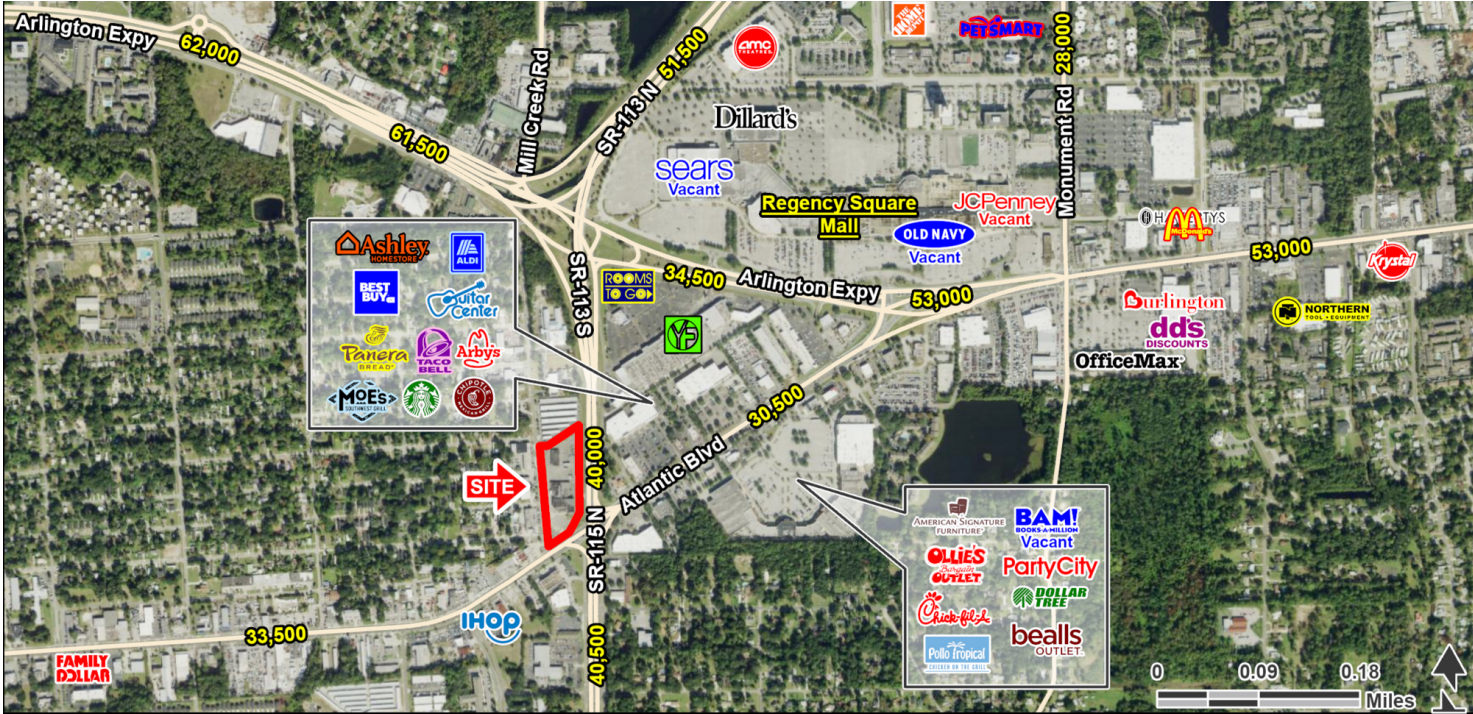 Arlington Expy
62,000
61,500
Mill Creek Rd
SR-113 N
51,500
amc
THEATRES
THE
HOME
DEPOT
PETSMART
Monument Rd
28,000
Dillard's
sears
Vacant
Regency Square
Mall
JCPenney
Vacant
OLD NAVY
Vacant
McDonald's
53,000
Krystal
Ashley
HOMESTORE
ALDI
BEST
BUY
Guitar
Center
Panera
BREAD
TACO
BELL
Arby's
MOE'S
SOUTHWEST GRILL
CHIPOTLE
MEXICAN GRILL
SR-113 S
ROOMS
TO GO
34,500
Arlington Expy
53,000
YF
Burlington
dd's
DISCOUNTS
OfficeMax
NORTHERN
TOOL + EQUIPMENT
30,500
Atlantic Blvd
40,000
SITE
SR-115 N
40,500
IHOP
33,500
FAMILY
DOLLAR
AMERICAN SIGNATURE
FURNITURE
BAM!
BOOKS-A-MILLION
Vacant
OLLIE'S
Bargain
OUTLET
PartyCity
Chick-fil-A
DOLLAR
TREE
Pollo Tropical
CHICKEN ON THE GRILL
bealls
OUTLET
0 0.09 0.18
Miles
N